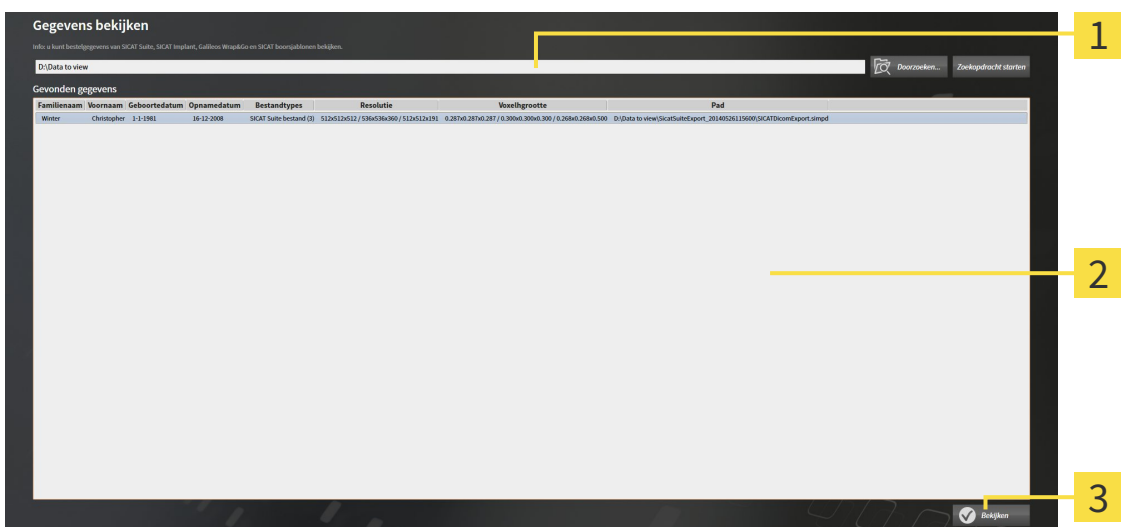 Gegevens bekijken
Info: u kunt bestelgegevens van SICAT Suite, SICAT Implant, Galileos Wrap&Go en SICAT boorsjablonen bekijken.
D:\Data to view
Doorzoeken...
Zoekopdracht starten
Gevonden gegevens
Familienaam Voornaam Geboortedatum Opnamedatum Bestandtypes Resolutie Voxelhgrootte Pad
Winter Christopher 1-1-1981 16-12-2008 SICAT Suite bestand (3) 512x512x512 / 536x536x360 / 512x512x191 0.287x0.287x0.287 / 0.300x0.300x0.300 / 0.268x0.268x0.500 D:\Data to view\SicatSuiteExport_20140526115600\SICATDicomExport.simpd
Bekijken
1
2
3